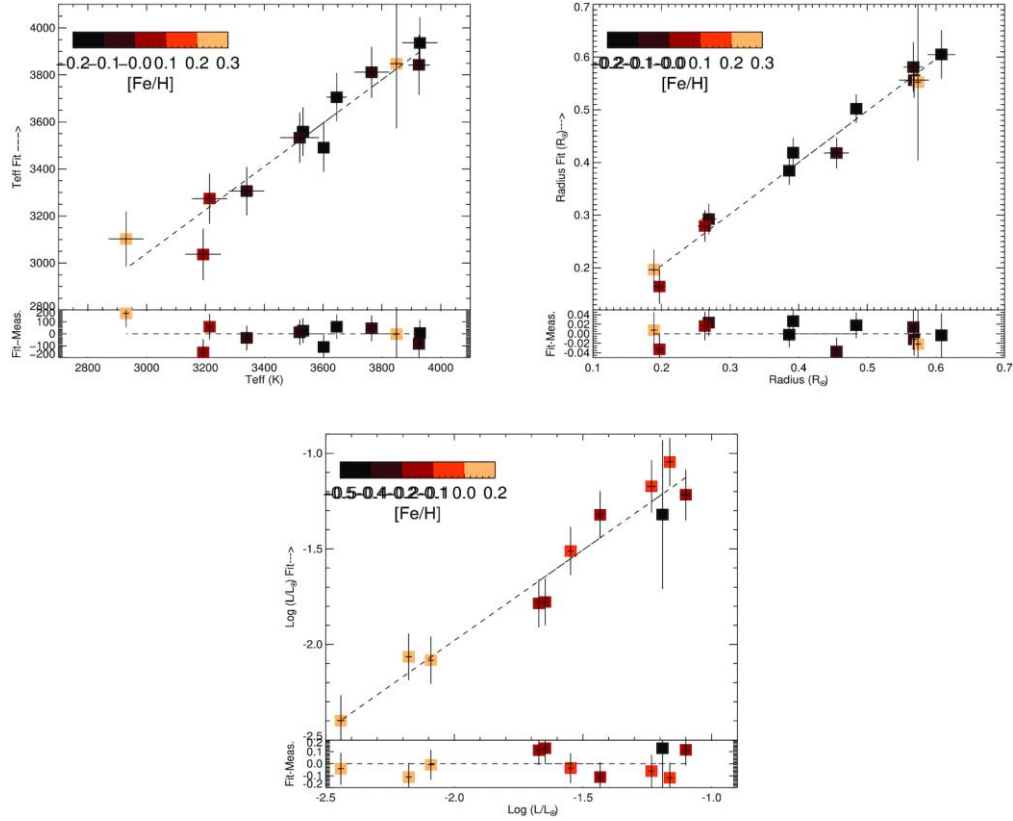 4000
3800
3600
3400
3200
3000
2800
Teff Fit ---->
-0.2 -0.1 -0.0 0.1 0.2 0.3
[Fe/H]
200
100
0
-100
-200
Fit-Meas.
2800 3000 3200 3400 3600 3800 4000
Teff (K)
0.7
0.6
0.5
0.4
0.3
0.2
Radius Fit (R⊙)--->
-0.2 -0.1 0.0 0.1 0.2 0.3
[Fe/H]
0.04
0.02
0.00
-0.02
-0.04
Fit-Meas.
0.1 0.2 0.3 0.4 0.5 0.6 0.7
Radius (R⊙)
-1.0
-1.5
-2.0
-2.5
Log (L/L⊙) Fit--->
-0.5 -0.4 -0.2 -0.1 0.0 0.2
[Fe/H]
0.2
0.1
0.0
-0.1
-0.2
Fit-Meas.
-2.5 -2.0 -1.5 -1.0
Log (L/L⊙)